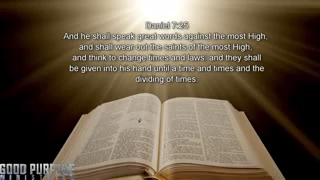 Daniel 7:25
And he shall speak great words against the most High,
and shall wear out the saints of the most High,
and think to change times and laws: and they shall
be given into his hand until a time and times and the
dividing of times.
GOOD PURPOSE
MINISTRIES